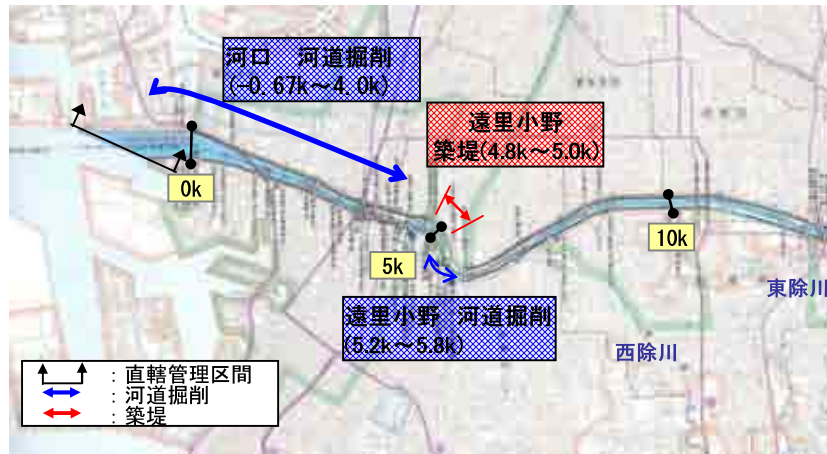 河口　河道掘削
(−0.67k～4.0k)
遠里小野
築堤(4.8k～5.0k)
0k
5k
10k
遠里小野 河道掘削
(5.2k～5.8k)
東除川
西除川
：直轄管理区間
：河道掘削
：築堤